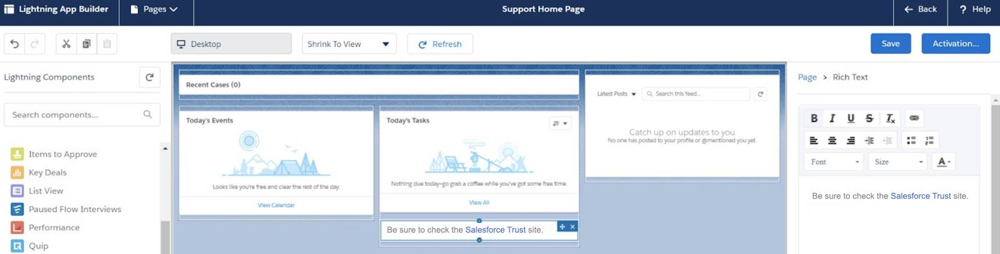 Lightning App Builder
Pages
Support Home Page
Back
? Help
Desktop
Shrink To View
Refresh
Save
Activation...
Lightning Components
Search components...
Items to Approve
Key Deals
List View
Paused Flow Interviews
Performance
Quip
Recent Cases (0)
Today's Events
Looks like you're free and clear the rest of the day.
View Calendar
Today's Tasks
Nothing due today–go grab a coffee while you've got some free time.
View All
Be sure to check the Salesforce Trust site.
Latest Posts
Search this feed...
Catch up on updates to you
No one has posted to your profile or @mentioned you yet.
Page > Rich Text
B I U S Tx
Font
Size
A
Be sure to check the Salesforce Trust site.